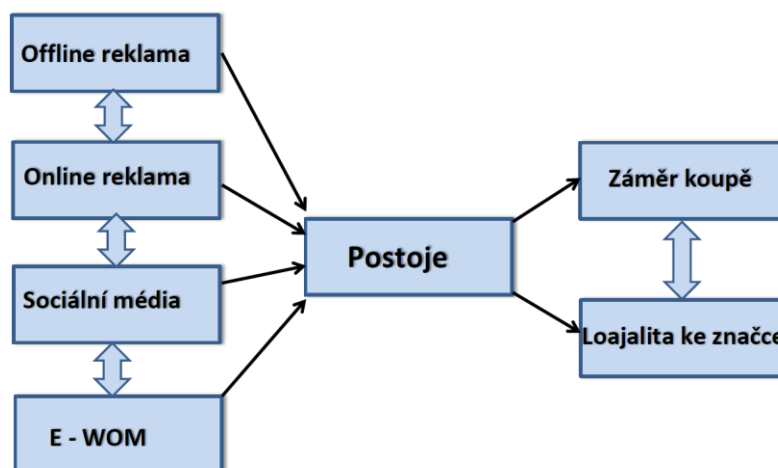 Offline reklama
Online reklama
Sociální média
E - WOM
Postoje
Záměr koupě
Loajalita ke značce